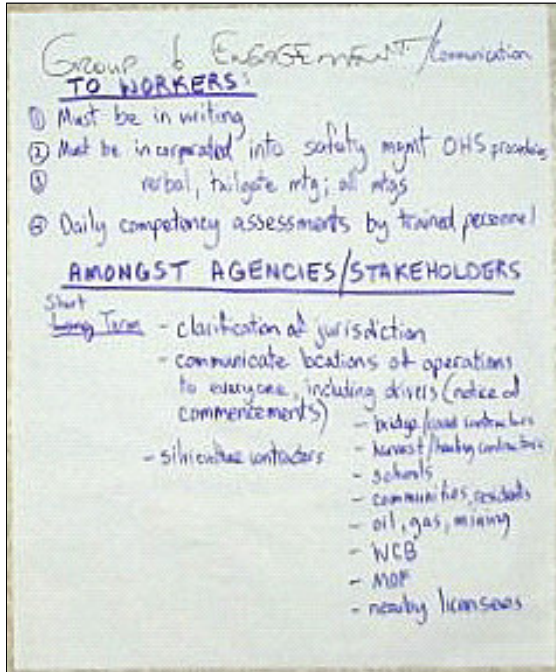 Group 6 ENGAGEMENT/Communication
TO WORKERS:
① Must be in writing
② Must be incorporated into safety mgmt OHS procedures
③ verbal, tailgate mtg; all mtgs
④ Daily competency assessments by trained personnel
AMONGST AGENCIES/STAKEHOLDERS
Short
Long Term - clarification of jurisdiction
- communicate locations of operations
to everyone, including drivers (notice of
commencements)
- bridge/road contractors
- harvest/hauling contractors
- silviculture contractors
- schools
- communities, residents
- oil, gas, mining
- WCB
- MOF
- nearby licensees